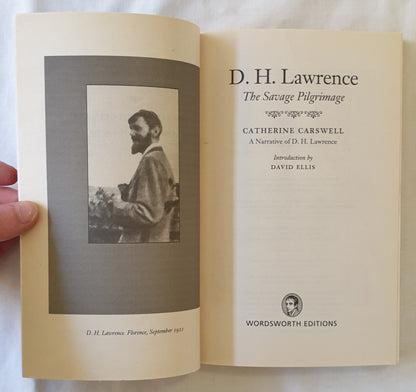 D. H. Lawrence. Florence, September 1921
D. H. Lawrence
The Savage Pilgrimage
CATHERINE CARSWELL
A Narrative of D. H. Lawrence
Introduction by
DAVID ELLIS
WORDSWORTH EDITIONS